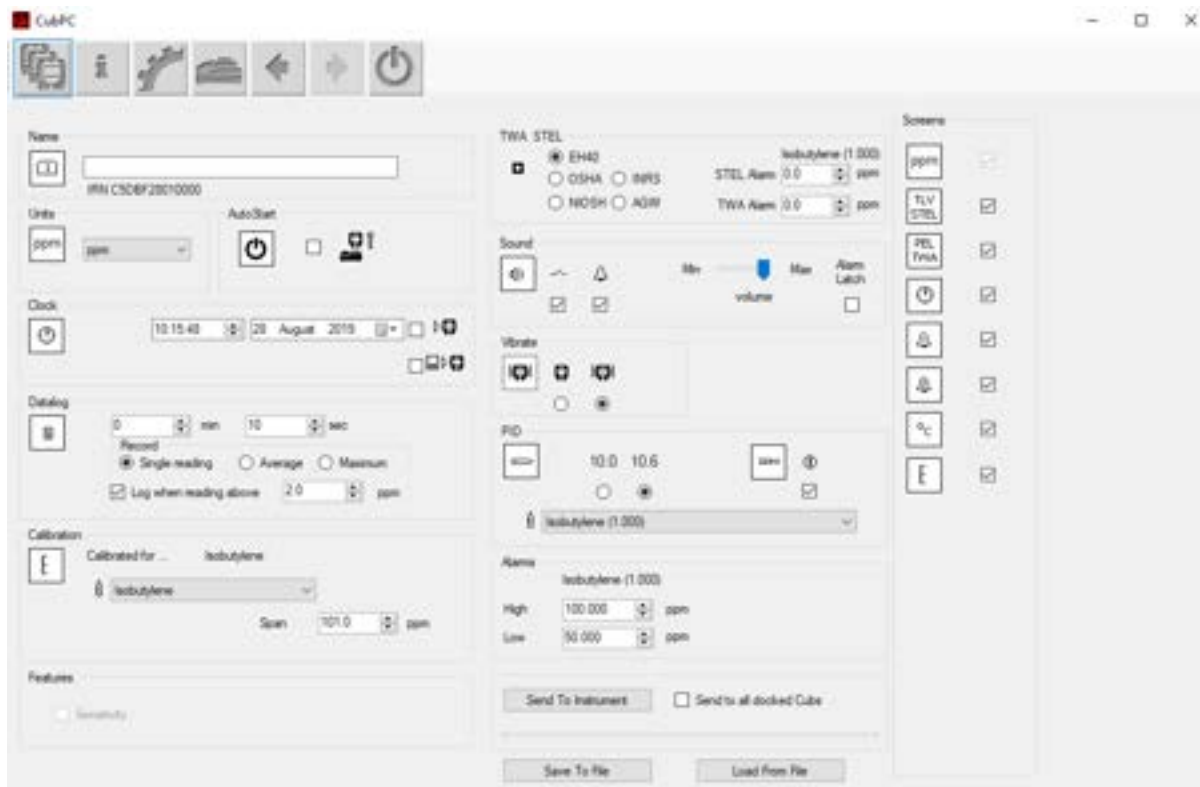 CubPC
Name
IRN C5DBF20010000
Units
ppm
ppm
AutoStart
Clock
10:15:48 28 August 2019
Datalog
0 min 10 sec
Record
Single reading Average Maximum
Log when reading above 2.0 ppm
Calibration
Calibrated for ... Isobutylene
Isobutylene
Span 101.0 ppm
Features
Sensitivity
TWA STEL
Isobutylene (1.000)
EH40
OSHA INRS
NIOSH AGW
STEL Alarm 0.0 ppm
TWA Alarm 0.0 ppm
Sound
Min Max
volume
Alarm
Latch
Vibrate
PID
10.0 10.6
Isobutylene (1.000)
Alarms
Isobutylene (1.000)
High 100.000 ppm
Low 50.000 ppm
Send To Instrument Send to all docked Cubs
Save To File Load From File
Screens
ppm
TLV
STEL
PEL
TWA
°C